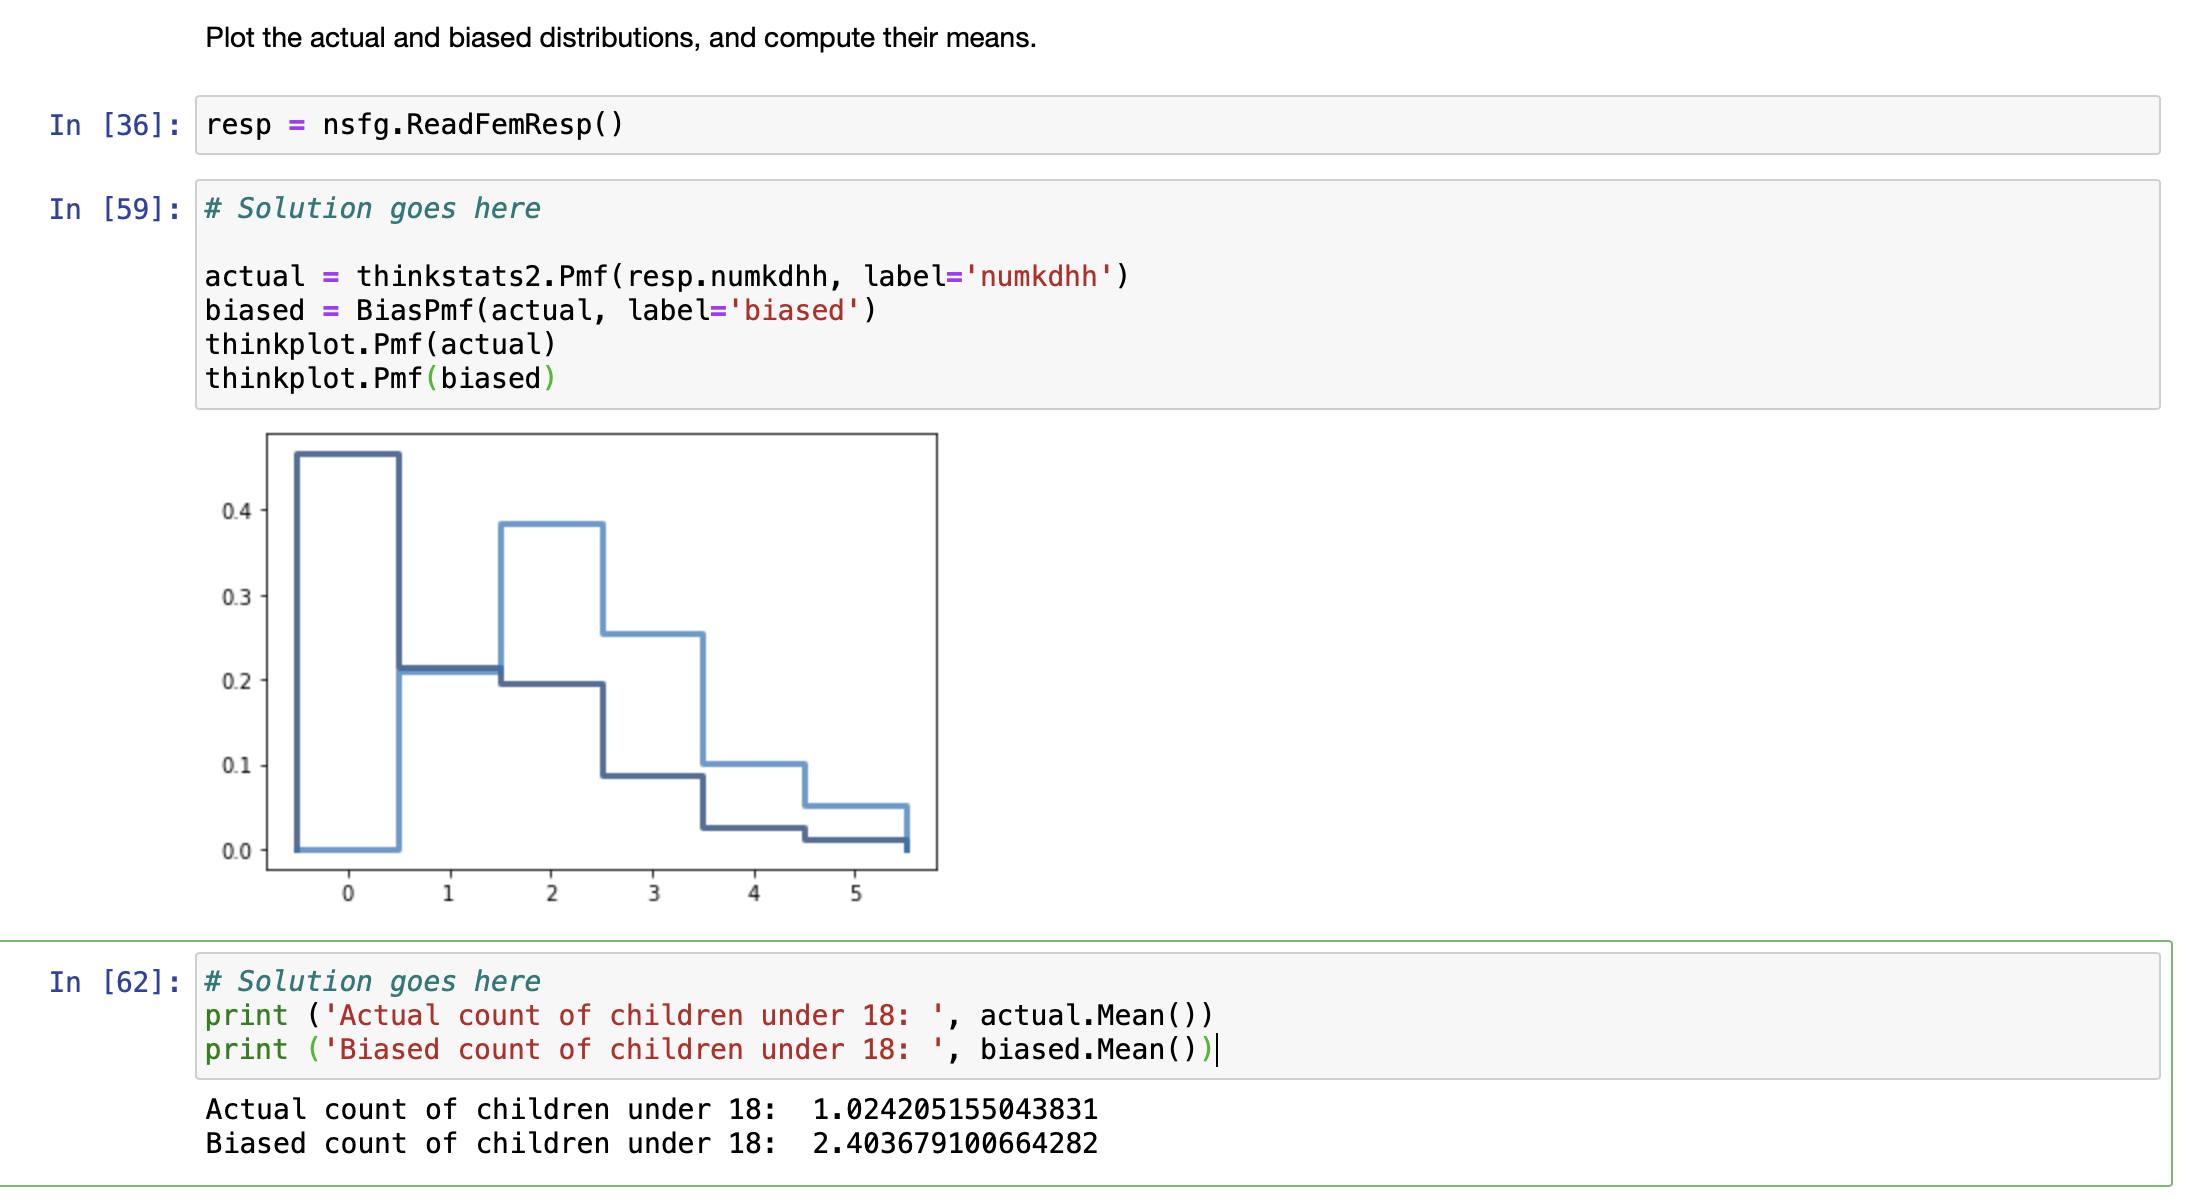 Plot the actual and biased distributions, and compute their means.
In [36]: resp = nsfg.ReadFemResp()
In [59]: # Solution goes here
actual = thinkstats2.Pmf(resp.numkdhh, label='numkdhh')
biased = BiasPmf(actual, label='biased')
thinkplot.Pmf(actual)
thinkplot.Pmf(biased)
0.4
0.3
0.2
0.1
0.0
0 1 2 3 4 5
In [62]: # Solution goes here
print ('Actual count of children under 18: ', actual.Mean())
print ('Biased count of children under 18: ', biased.Mean())
Actual count of children under 18:  1.024205155043831
Biased count of children under 18:  2.403679100664282